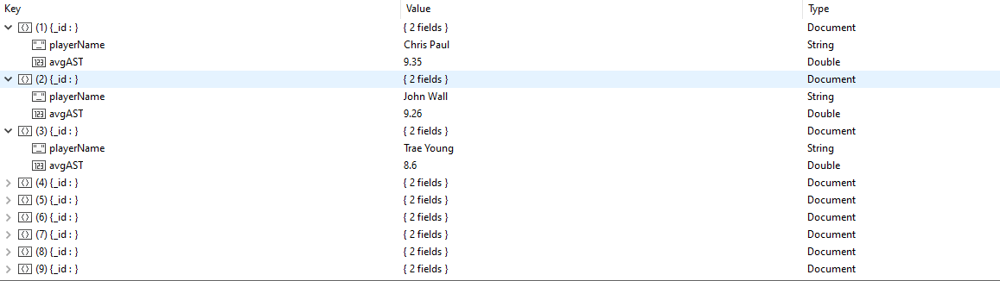 Key Value Type
(1) {_id : } { 2 fields } Document
playerName Chris Paul String
avgAST 9.35 Double
(2) {_id : } { 2 fields } Document
playerName John Wall String
avgAST 9.26 Double
(3) {_id : } { 2 fields } Document
playerName Trae Young String
avgAST 8.6 Double
(4) {_id : } { 2 fields } Document
(5) {_id : } { 2 fields } Document
(6) {_id : } { 2 fields } Document
(7) {_id : } { 2 fields } Document
(8) {_id : } { 2 fields } Document
(9) {_id : } { 2 fields } Document